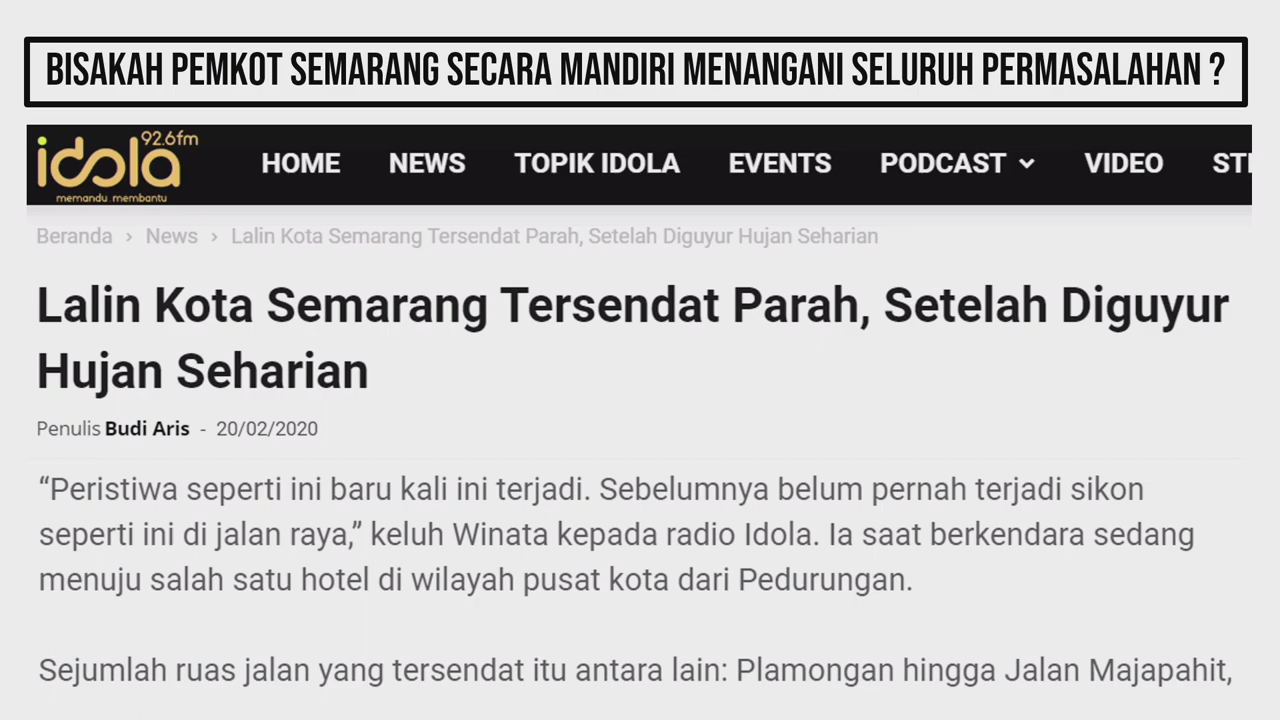 BISAKAH PEMKOT SEMARANG SECARA MANDIRI MENANGANI SELURUH PERMASALAHAN ?
idola 92.6fm
memandu . membantu
HOME NEWS TOPIK IDOLA EVENTS PODCAST VIDEO
Beranda › News › Lalin Kota Semarang Tersendat Parah, Setelah Diguyur Hujan Seharian
Lalin Kota Semarang Tersendat Parah, Setelah Diguyur
Hujan Seharian
Penulis Budi Aris - 20/02/2020
“Peristiwa seperti ini baru kali ini terjadi. Sebelumnya belum pernah terjadi sikon
seperti ini di jalan raya,” keluh Winata kepada radio Idola. Ia saat berkendara sedang
menuju salah satu hotel di wilayah pusat kota dari Pedurungan.
Sejumlah ruas jalan yang tersendat itu antara lain: Plamongan hingga Jalan Majapahit,